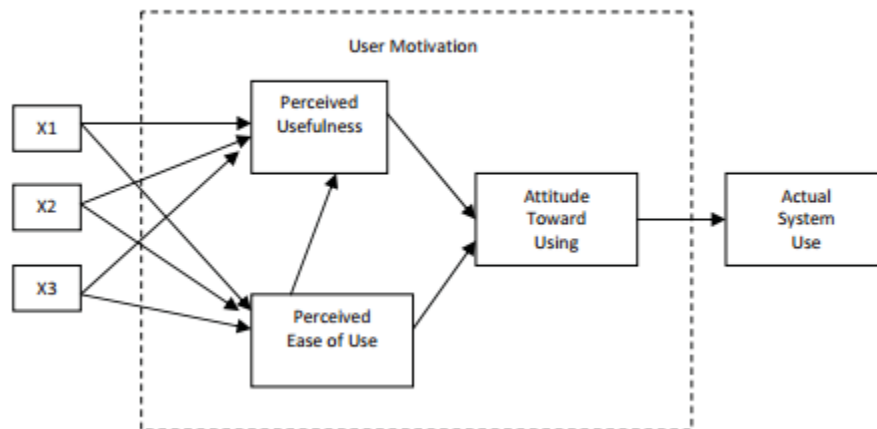 User Motivation
Perceived
Usefulness
X1
X2
X3
Attitude
Toward
Using
Actual
System
Use
Perceived
Ease of Use